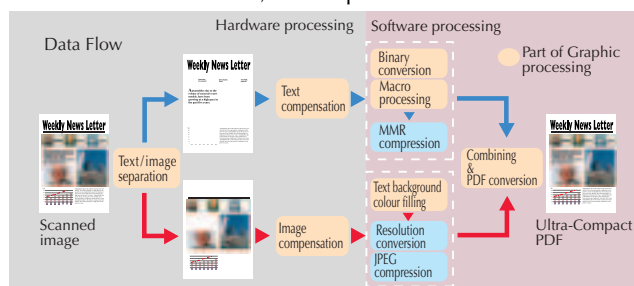 Hardware processing
Software processing
Data Flow
Weekly News Letter
Binary
conversion
Macro
processing
Part of Graphic
processing
Text
compensation
MMR
compression
Weekly News Letter
Text/image
separation
Combining
&
PDF conversion
Weekly News Letter
Text background
colour filling
Scanned
image
Image
compensation
Resolution
conversion
JPEG
compression
Ultra-Compact
PDF